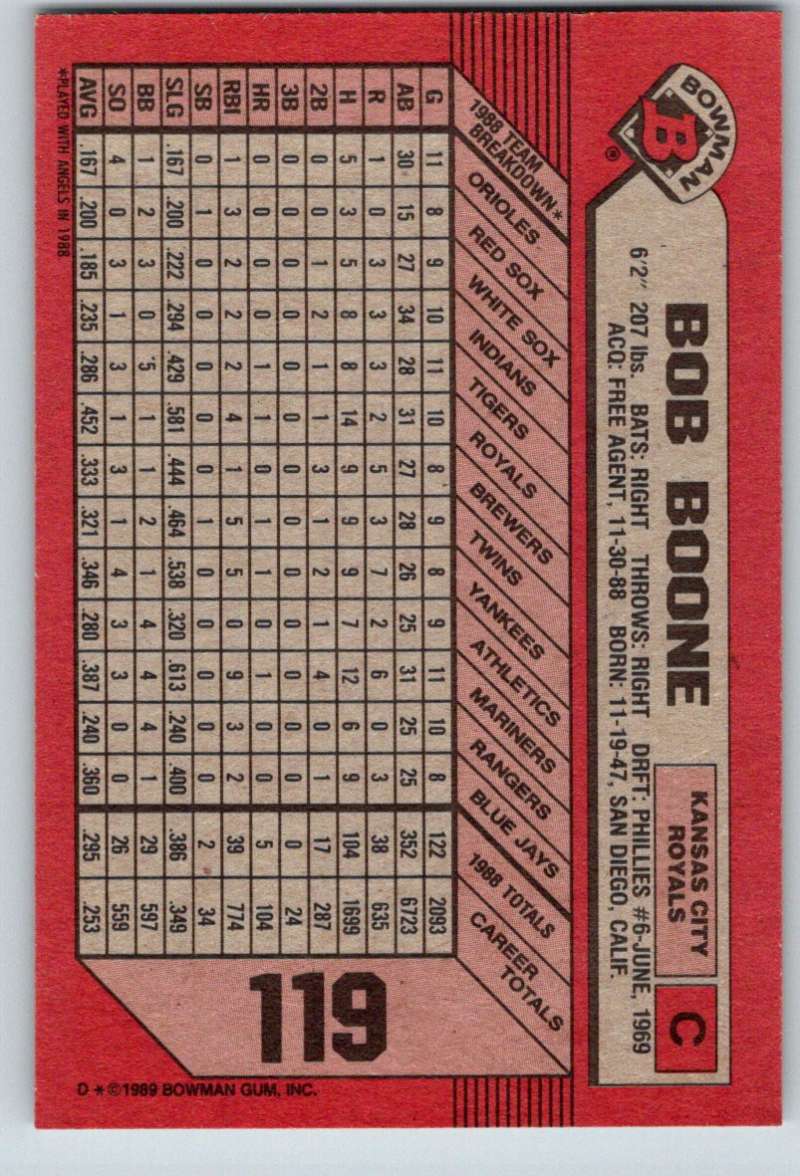 BOWMAN
B
®
BOB BOONE
KANSAS CITY
ROYALS
C
6'2" 207 lbs. BATS: RIGHT THROWS: RIGHT DRFT: PHILLIES #6-JUNE, 1969
ACQ: FREE AGENT, 11-30-88 BORN: 11-19-47, SAN DIEGO, CALIF.
1988 TEAM
BREAKDOWN*
ORIOLES
RED SOX
WHITE SOX
INDIANS
TIGERS
ROYALS
BREWERS
TWINS
YANKEES
ATHLETICS
MARINERS
RANGERS
BLUE JAYS
1988 TOTALS
CAREER
TOTALS
G 11 8 9 10 11 10 8 9 8 9 11 10 8 122 2093
AB 30 15 27 34 28 31 27 28 26 25 31 25 25 352 6723
R 1 0 3 3 3 2 5 3 7 2 6 0 3 38 635
H 5 3 5 8 8 14 9 9 9 7 12 6 9 104 1699
2B 0 0 1 2 1 1 3 1 2 1 4 0 1 17 287
3B 0 0 0 0 0 0 0 0 0 0 0 0 0 0 24
HR 0 0 0 0 1 1 0 1 1 0 1 0 0 5 104
RBI 1 3 2 2 2 4 1 5 5 0 9 3 2 39 774
SB 0 1 0 0 0 0 0 1 0 0 0 0 0 2 34
SLG .167 .200 .222 .294 .429 .581 .444 .464 .538 .320 .613 .240 .400 .386 .349
BB 1 2 3 0 5 1 1 2 1 4 4 4 1 29 597
SO 4 0 3 1 3 1 3 1 4 3 3 0 0 26 559
AVG .167 .200 .185 .235 .286 .452 .333 .321 .346 .280 .387 .240 .360 .295 .253
*PLAYED WITH ANGELS IN 1988
119
D *©1989 BOWMAN GUM, INC.